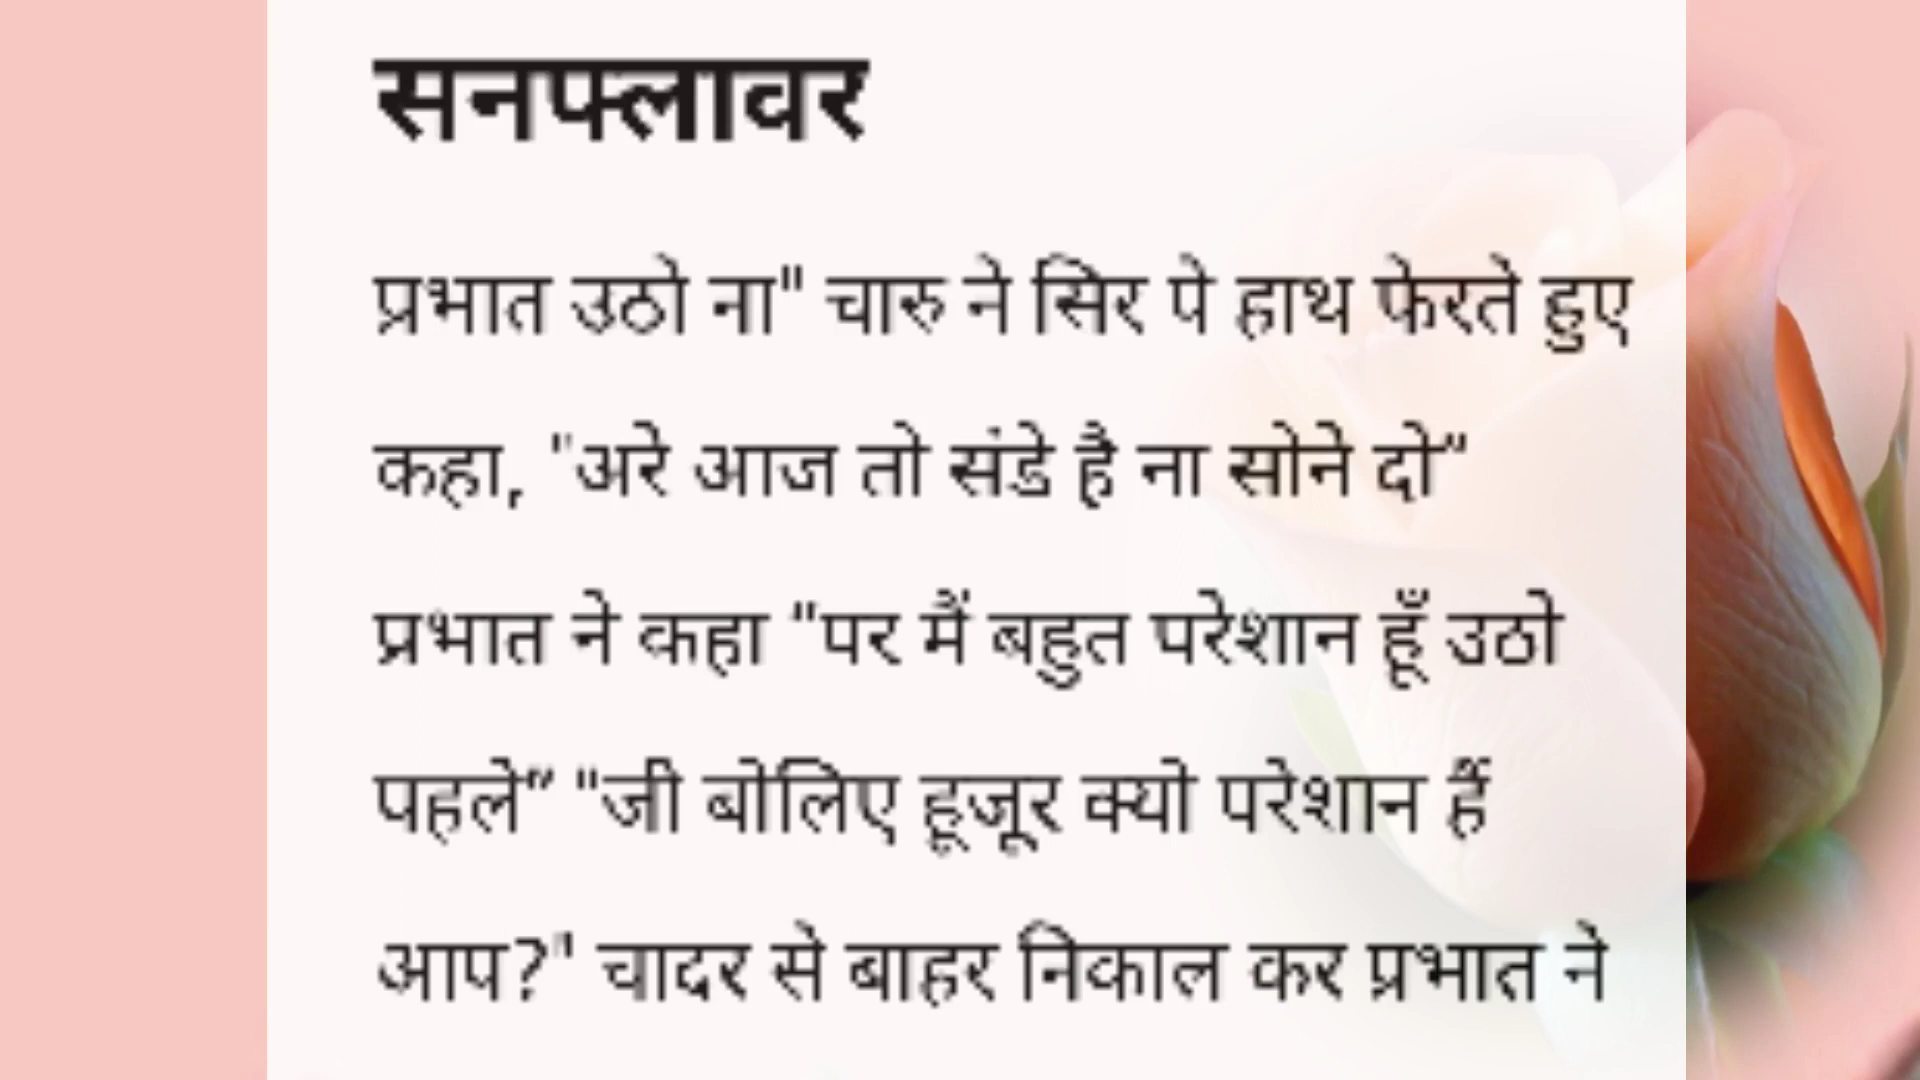 सनफ्लावर
प्रभात उठो ना" चारु ने सिर पे हाथ फेरते हुए
कहा, "अरे आज तो संडे है ना सोने दो"
प्रभात ने कहा "पर मैं बहुत परेशान हूँ उठो
पहले" "जी बोलिए हूजूर क्यो परेशान हैं
आप?" चादर से बाहर निकाल कर प्रभात ने